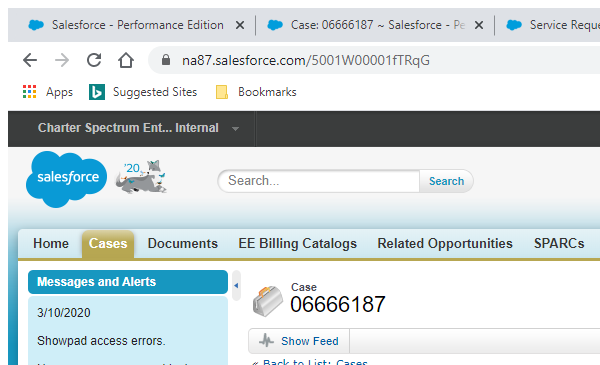 Salesforce - Performance Edition
Case: 06666187 ~ Salesforce - Pe
Service Reque
na87.salesforce.com/5001W00001fTRqG
Apps Suggested Sites Bookmarks
Charter Spectrum Ent... Internal
salesforce
'20
Search... Search
Home Cases Documents EE Billing Catalogs Related Opportunities SPARCs
Messages and Alerts
3/10/2020
Showpad access errors.
Case
06666187
Show Feed
« Back to List: Cases